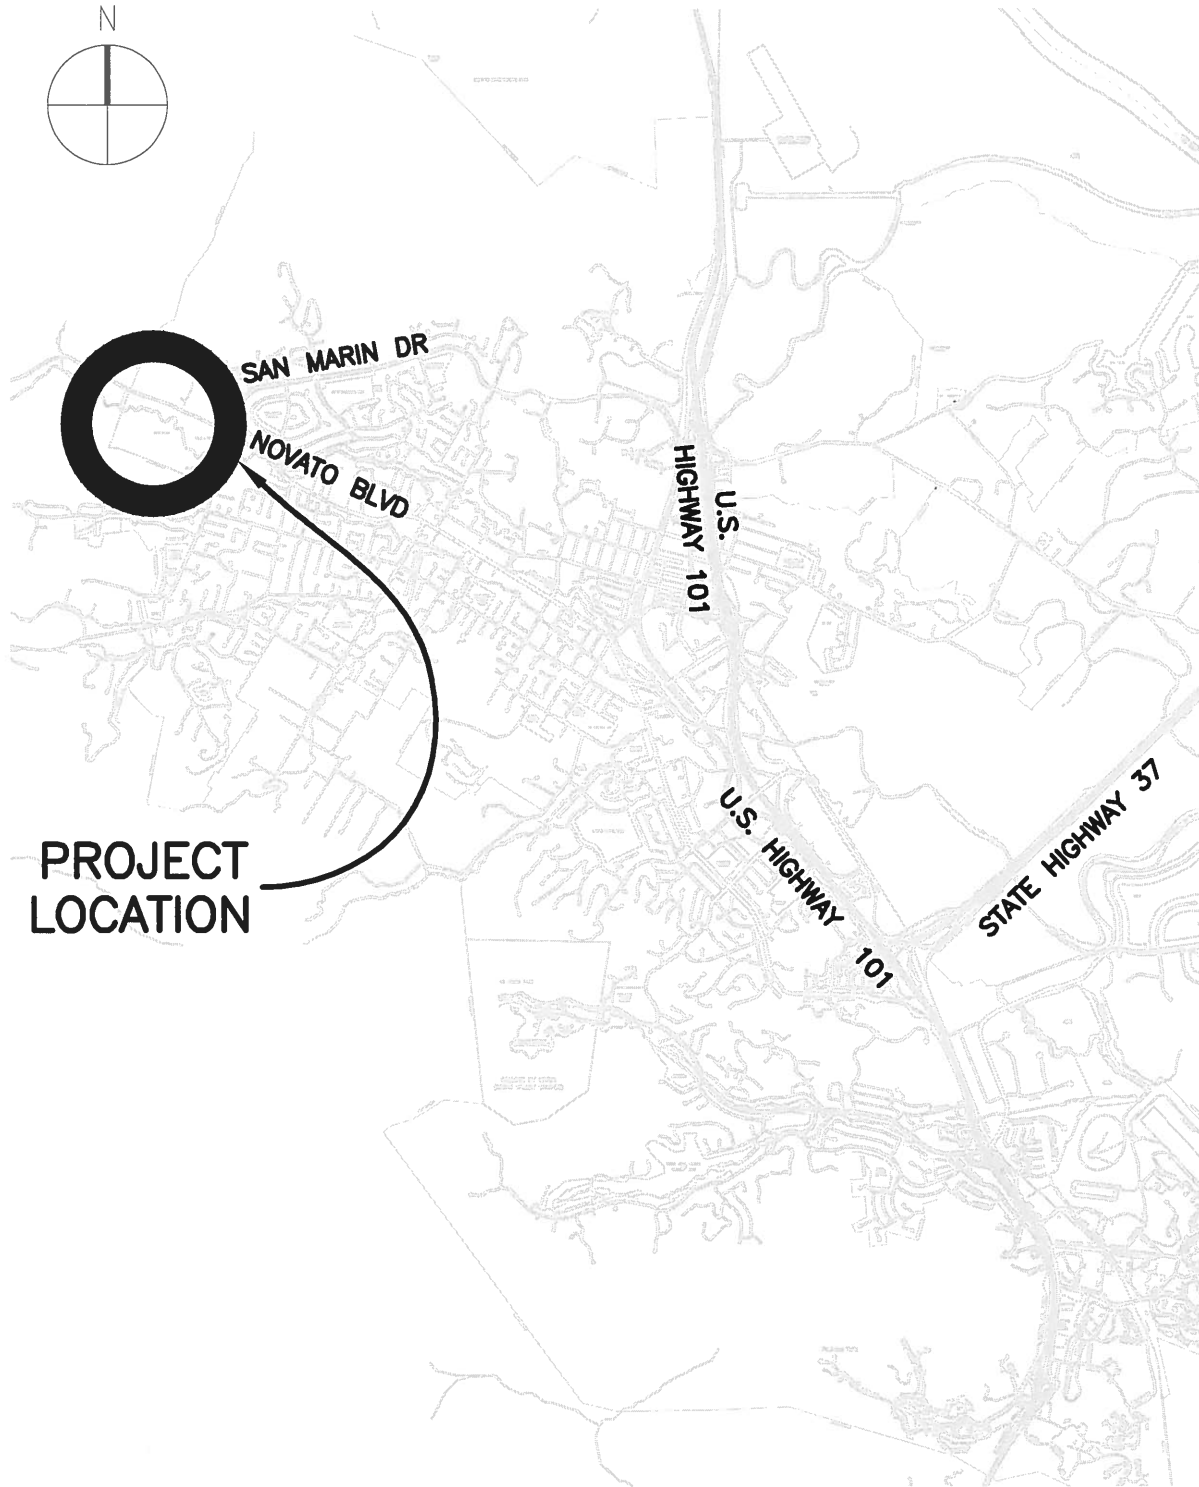 N
SAN MARIN DR
NOVATO BLVD
U.S.
HIGHWAY 101
U.S. HIGHWAY 101
STATE HIGHWAY 37
PROJECT
LOCATION